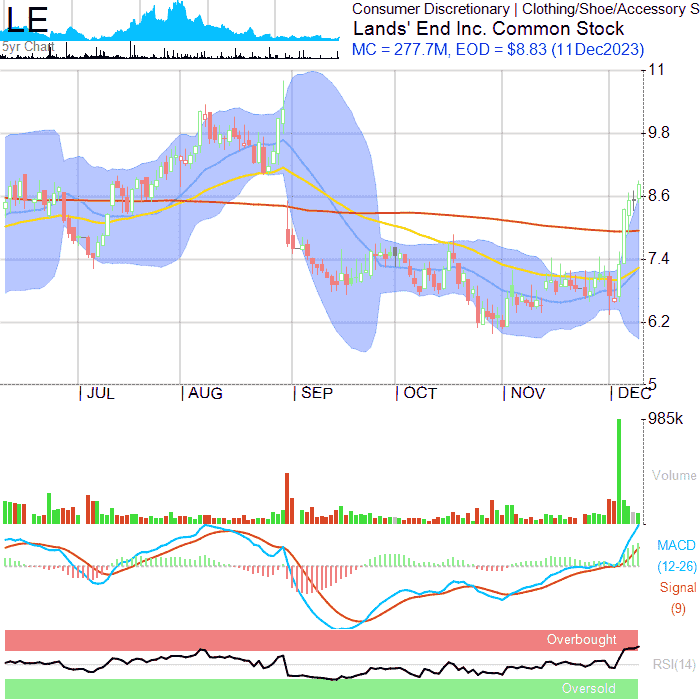 LE
5yr Chart
Consumer Discretionary | Clothing/Shoe/Accessory S
Lands' End Inc. Common Stock
MC = 277.7M, EOD = $8.83 (11Dec2023)
11
9.8
8.6
7.4
6.2
5
JUL AUG SEP OCT NOV DEC
985k
Volume
MACD
(12-26)
Signal
(9)
Overbought
RSI(14)
Oversold